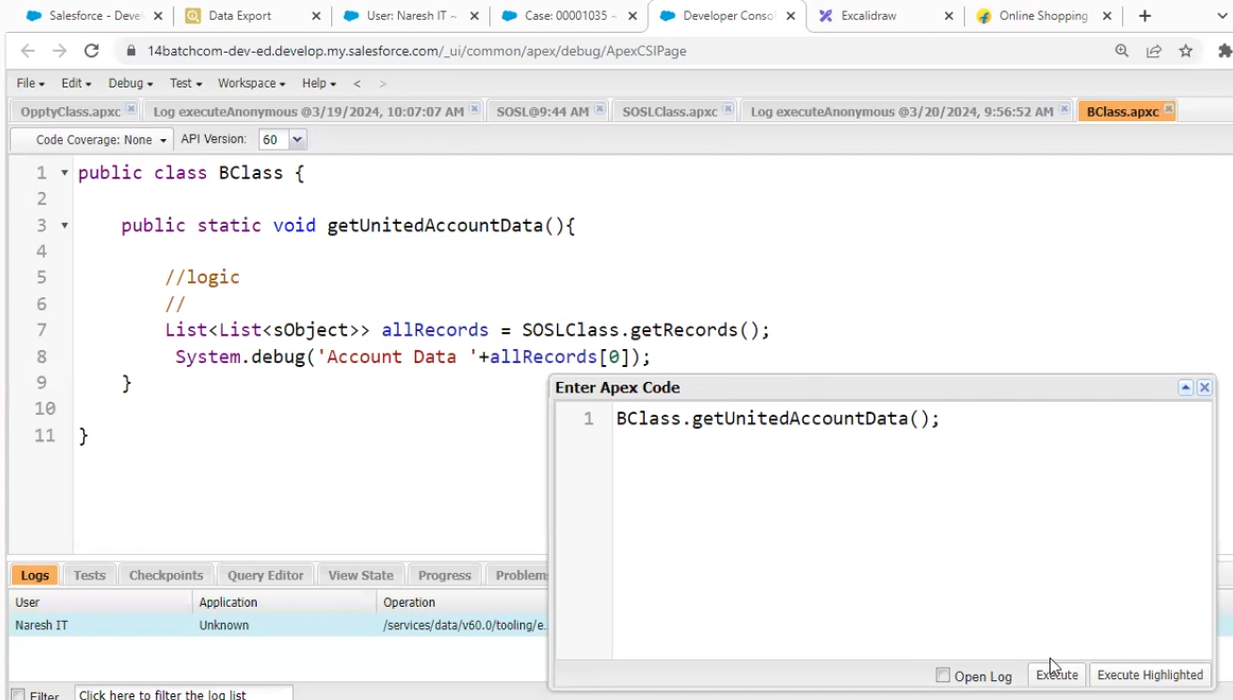 Salesforce - Devel
Data Export
User: Naresh IT ~
Case: 00001035 ~
Developer Conso
Excalidraw
Online Shopping
14batchcom-dev-ed.develop.my.salesforce.com/_ui/common/apex/debug/ApexCSIPage
File Edit Debug Test Workspace Help < >
OpptyClass.apxc
Log executeAnonymous @3/19/2024, 10:07:07 AM
SOSL@9:44 AM
SOSLClass.apxc
Log executeAnonymous @3/20/2024, 9:56:52 AM
BClass.apxc
Code Coverage: None API Version: 60
1 public class BClass {
2
3 public static void getUnitedAccountData(){
4
5 //logic
6 //
7 List<List<sObject>> allRecords = SOSLClass.getRecords();
8 System.debug('Account Data '+allRecords[0]);
9 }
10
11 }
Enter Apex Code
1 BClass.getUnitedAccountData();
Open Log Execute Execute Highlighted
Logs Tests Checkpoints Query Editor View State Progress Problem
User Application Operation
Naresh IT Unknown /services/data/v60.0/tooling/e...
Filter Click here to filter the log list